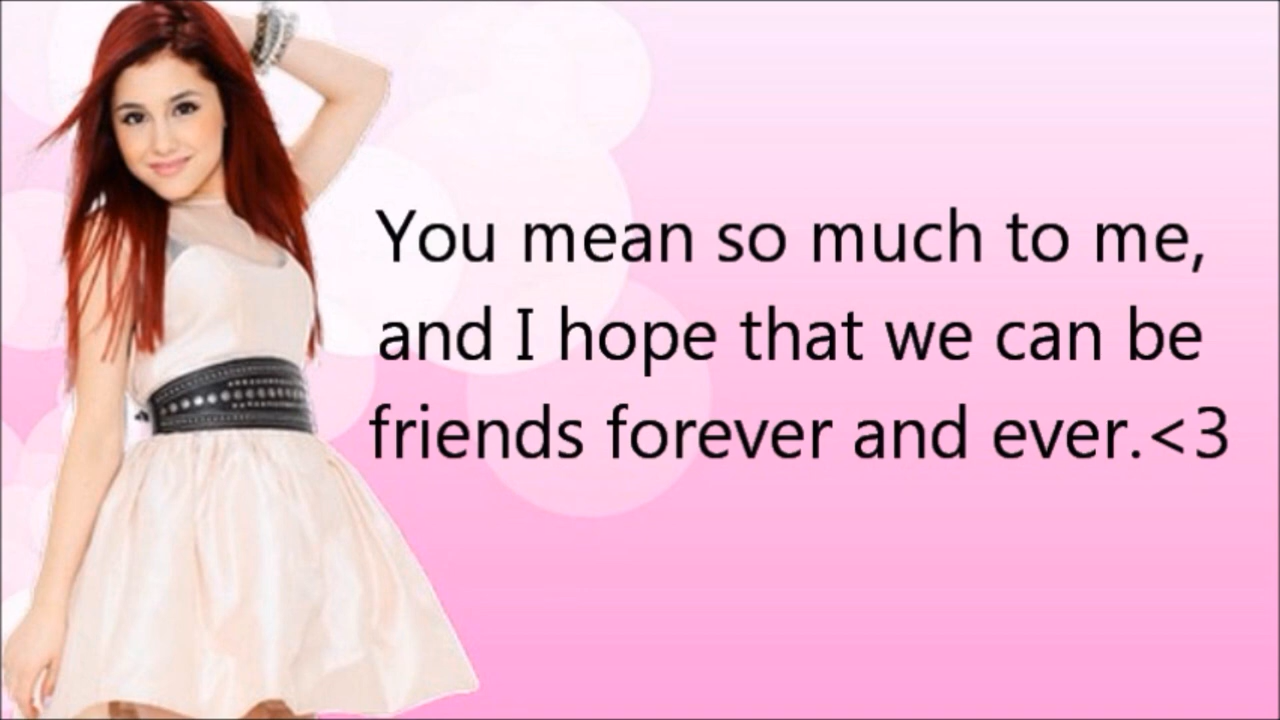 You mean so much to me,
and I hope that we can be
friends forever and ever.<3